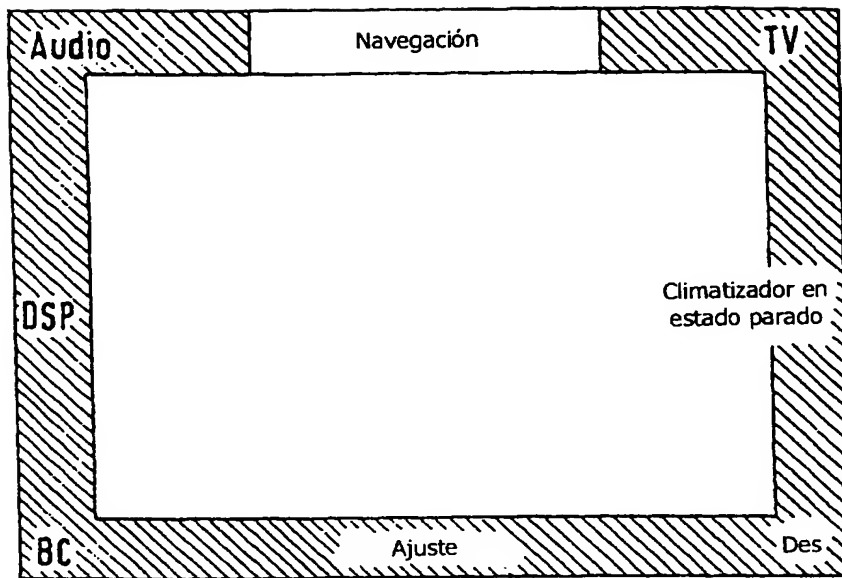 Audio
Navegación
TV
DSP
Climatizador en
estado parado
BC
Ajuste
Des